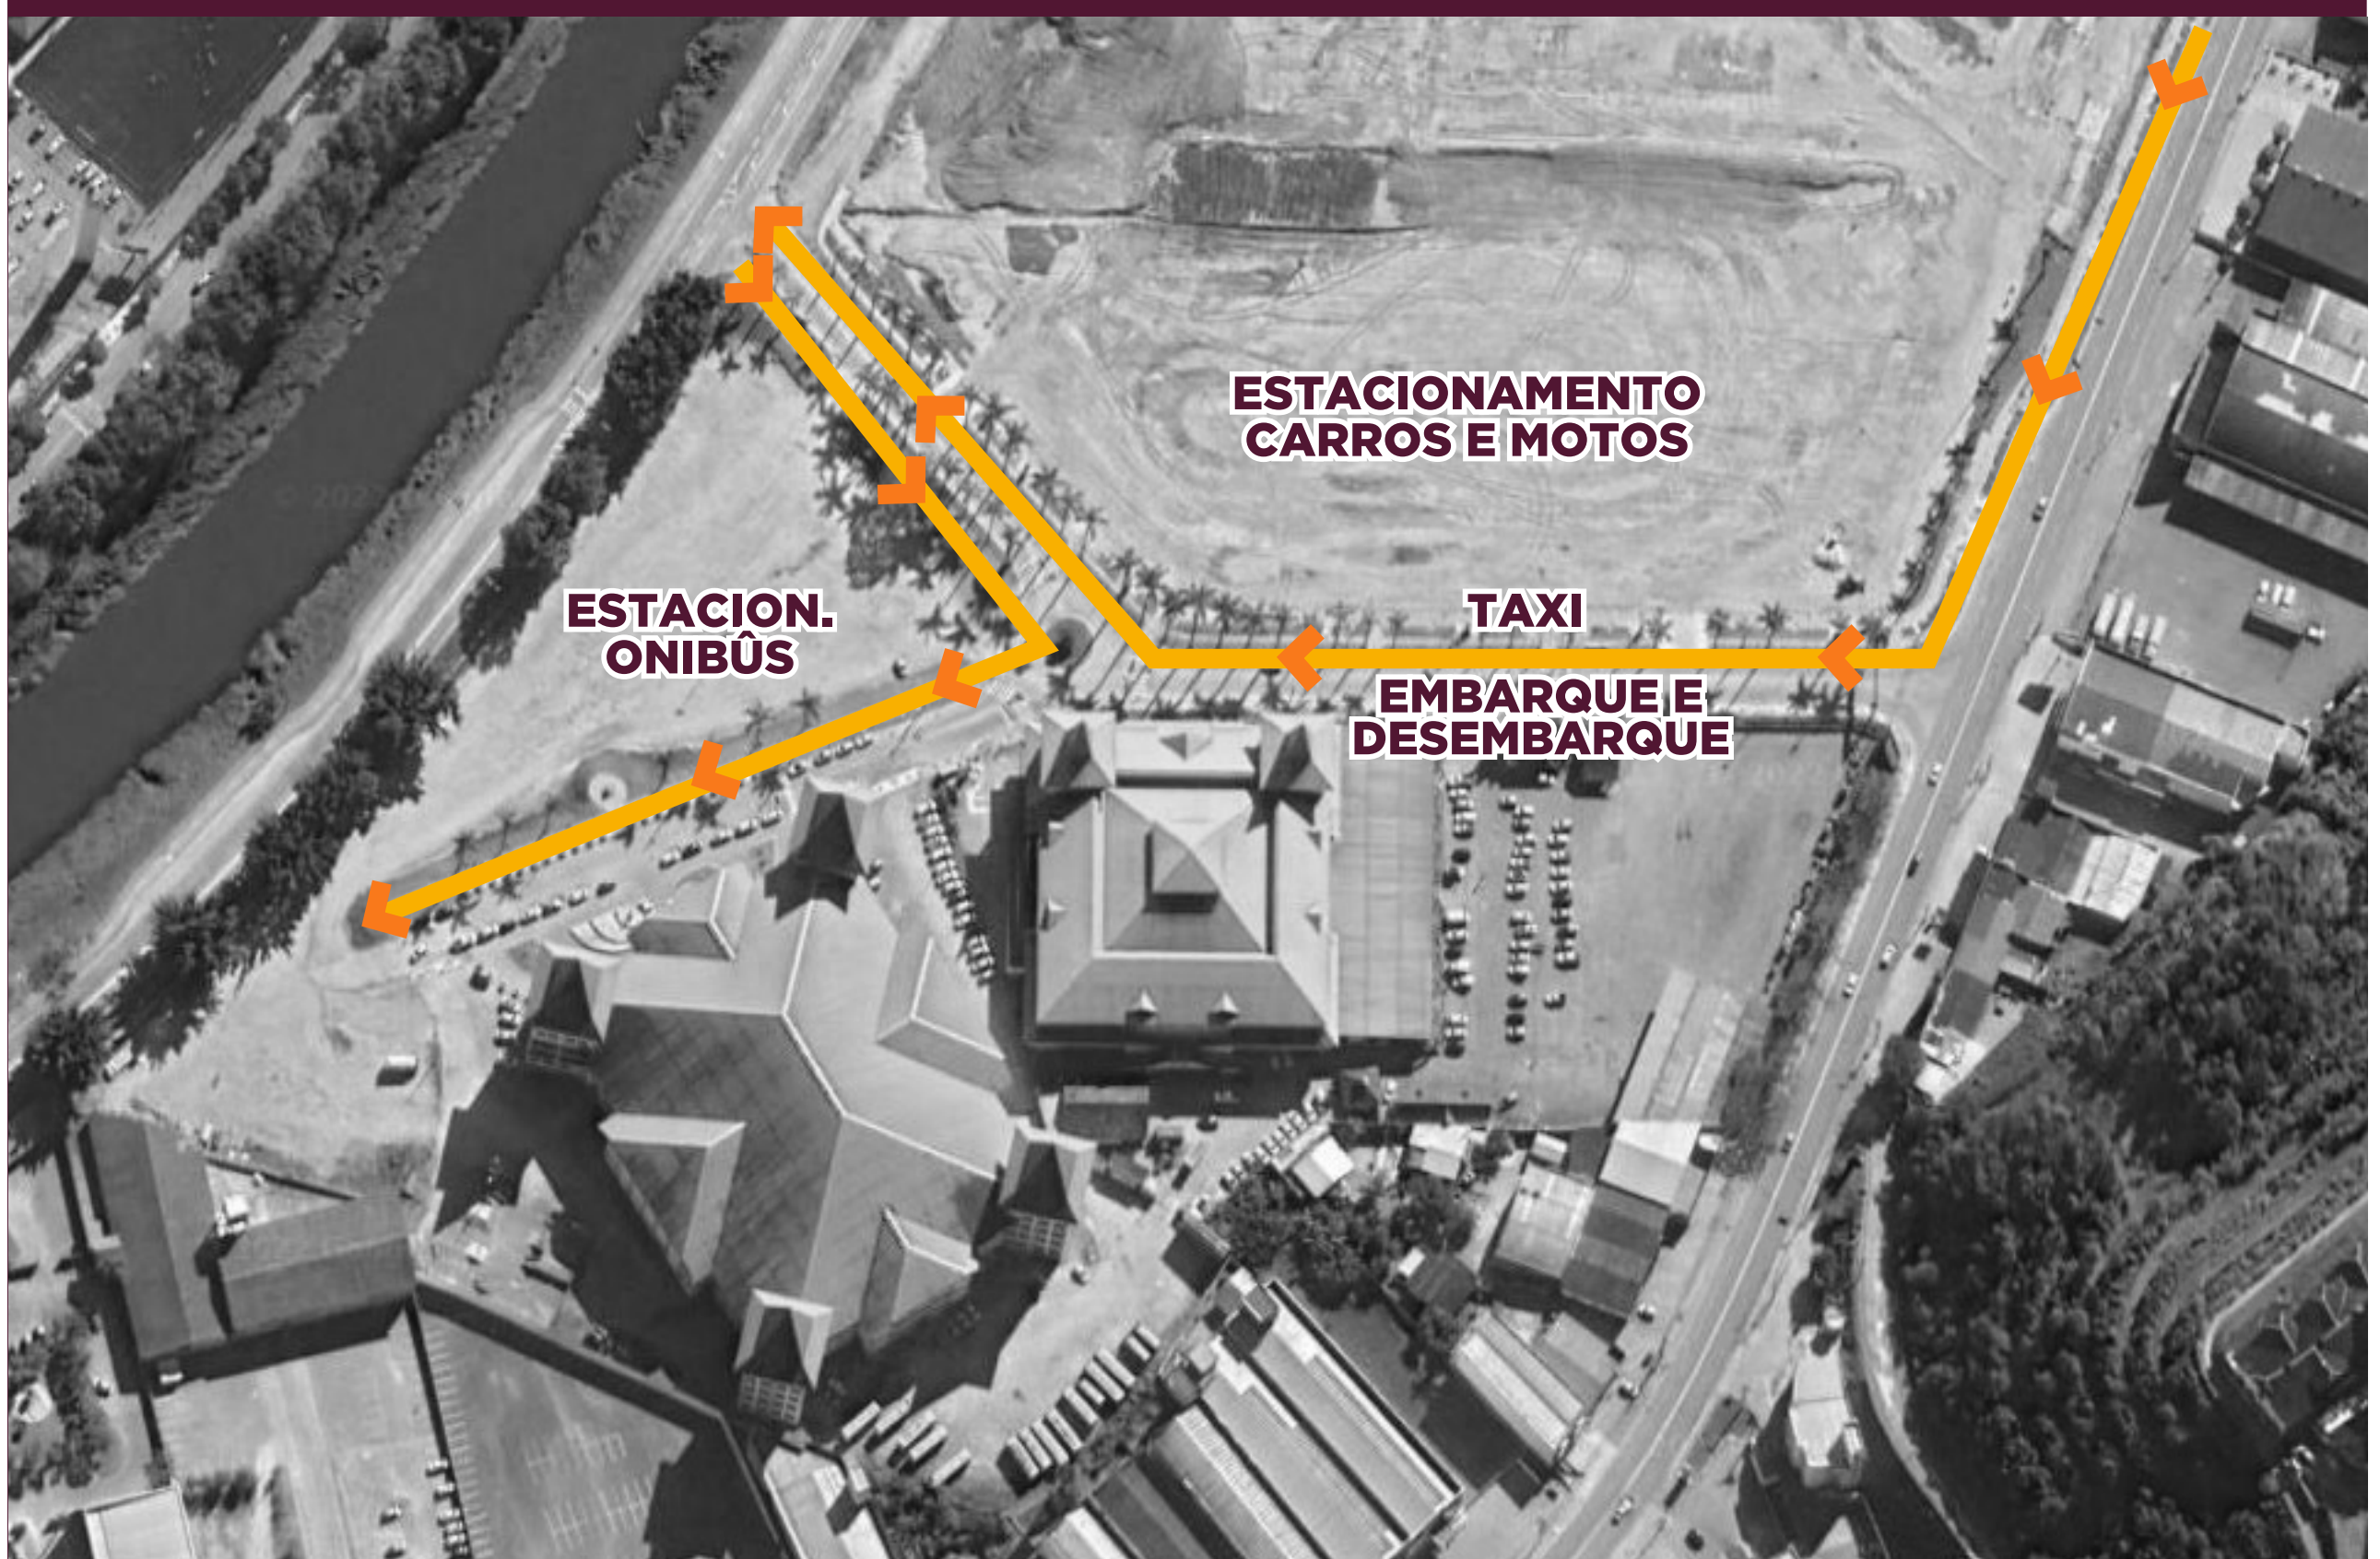 ESTACIONAMENTO
CARROS E MOTOS
ESTACION.
ONIBÛS
TAXI
EMBARQUE E
DESEMBARQUE